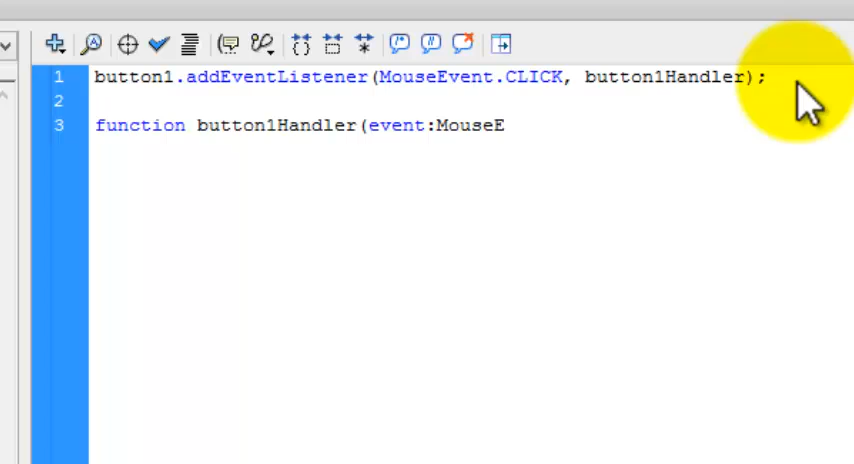 1 button1.addEventListener(MouseEvent.CLICK, button1Handler);
2
3 function button1Handler(event:MouseE